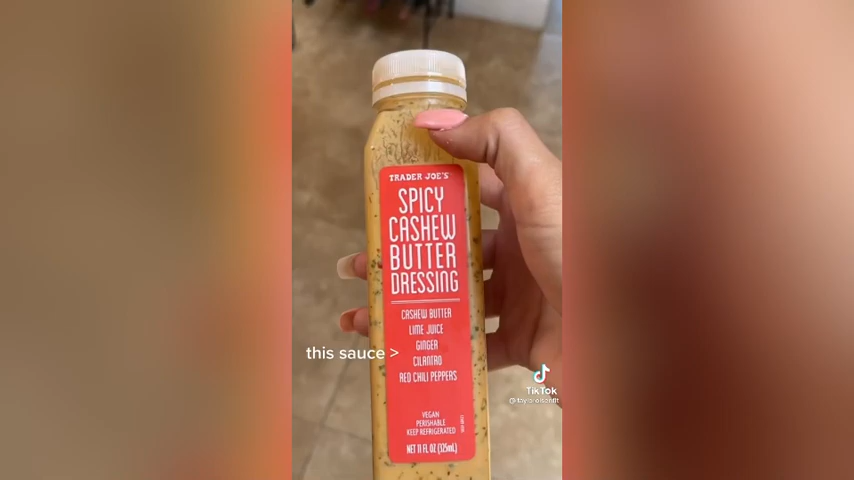 TRADER JOE'S
SPICY
CASHEW
BUTTER
DRESSING
CASHEW BUTTER
LIME JUICE
GINGER
CILANTRO
RED CHILI PEPPERS
this sauce >
VEGAN
PERISHABLE
KEEP REFRIGERATED
NET 11 FL OZ (325mL)
TikTok